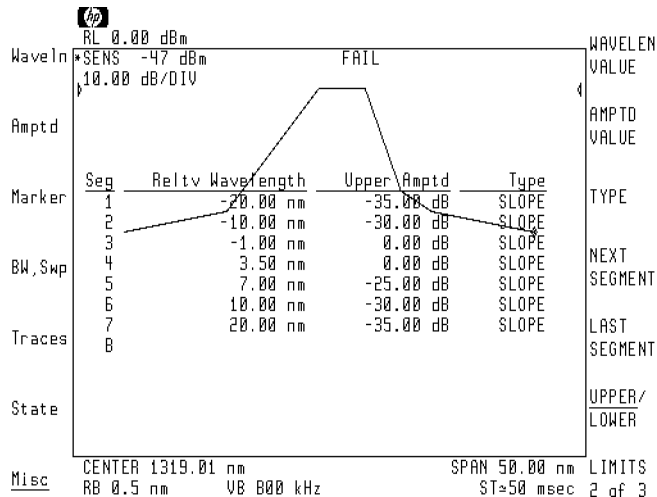 hp
RL 0.00 dBm
*SENS -47 dBm
10.00 dB/DIV
FAIL
Waveln
Amptd
Marker
BW,Swp
Traces
State
Misc
Seg Reltv Wavelength Upper Amptd Type
1 -20.00 nm -35.00 dB SLOPE
2 -10.00 nm -30.00 dB SLOPE
3 -1.00 nm 0.00 dB SLOPE
4 3.50 nm 0.00 dB SLOPE
5 7.00 nm -25.00 dB SLOPE
6 10.00 nm -30.00 dB SLOPE
7 20.00 nm -35.00 dB SLOPE
8
WAVELEN
VALUE
AMPTD
VALUE
TYPE
NEXT
SEGMENT
LAST
SEGMENT
UPPER/
LOWER
LIMITS
2 of 3
CENTER 1319.01 nm SPAN 50.00 nm
RB 0.5 nm VB 800 kHz ST≈50 msec